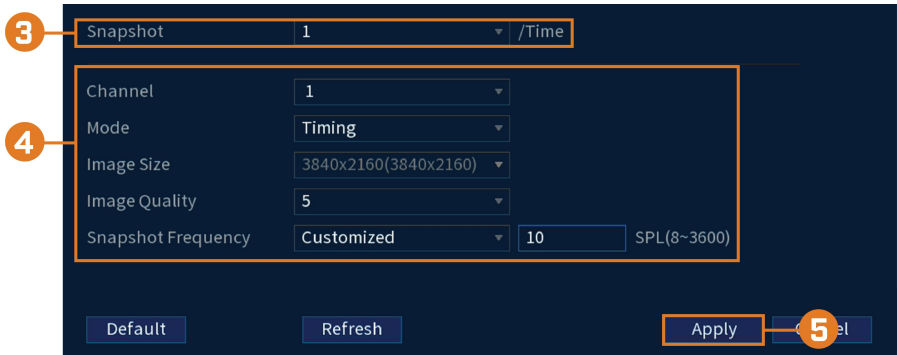 3 Snapshot 1 /Time
Channel 1
4 Mode Timing
Image Size 3840x2160(3840x2160)
Image Quality 5
Snapshot Frequency Customized 10 SPL(8~3600)
Default Refresh Apply 5